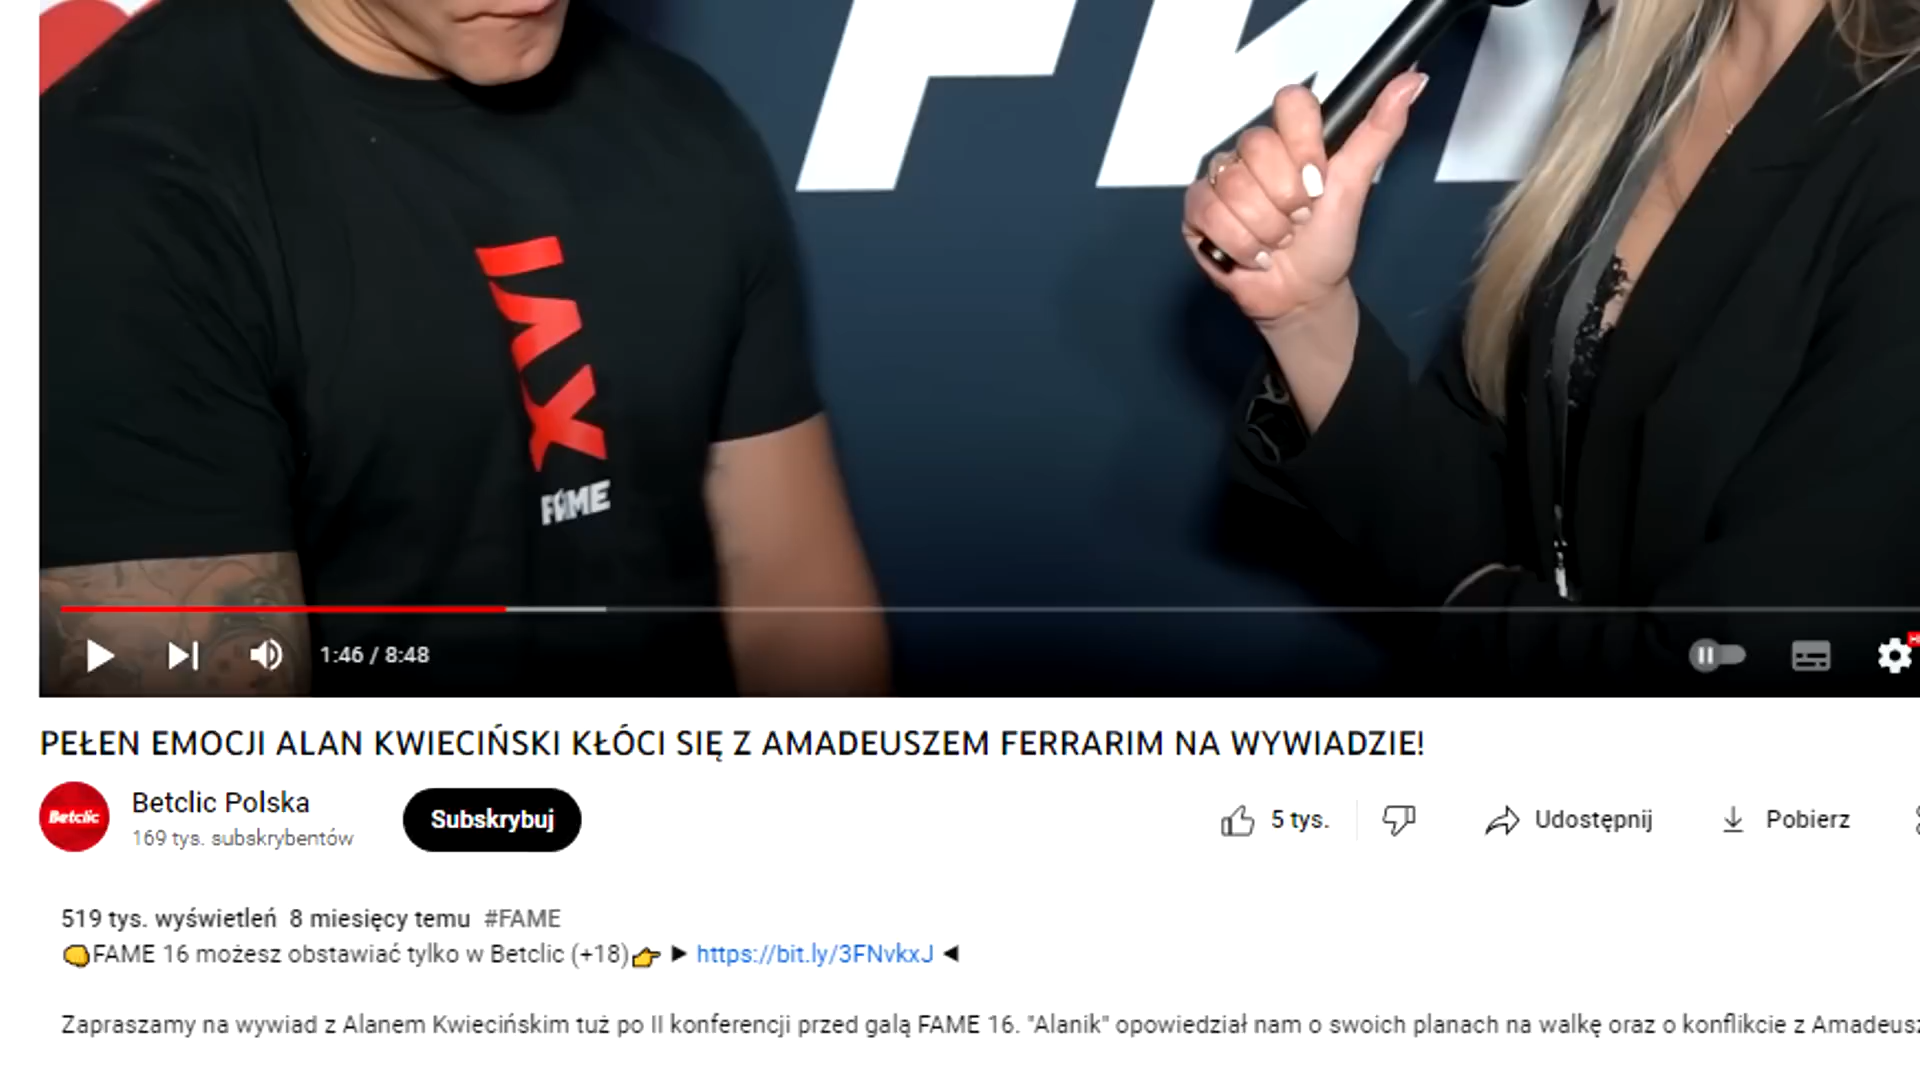 XVI
FAME
1:46 / 8:48
PEŁEN EMOCJI ALAN KWIECIŃSKI KŁÓCI SIĘ Z AMADEUSZEM FERRARIM NA WYWIADZIE!
Betclic
Betclic Polska
169 tys. subskrybentów
Subskrybuj
5 tys.
Udostępnij
Pobierz
519 tys. wyświetleń 8 miesięcy temu #FAME
👊FAME 16 możesz obstawiać tylko w Betclic (+18)👉 ► https://bit.ly/3FNvkxJ ◄
Zapraszamy na wywiad z Alanem Kwiecińskim tuż po II konferencji przed galą FAME 16. "Alanik" opowiedział nam o swoich planach na walkę oraz o konflikcie z Amadeusz